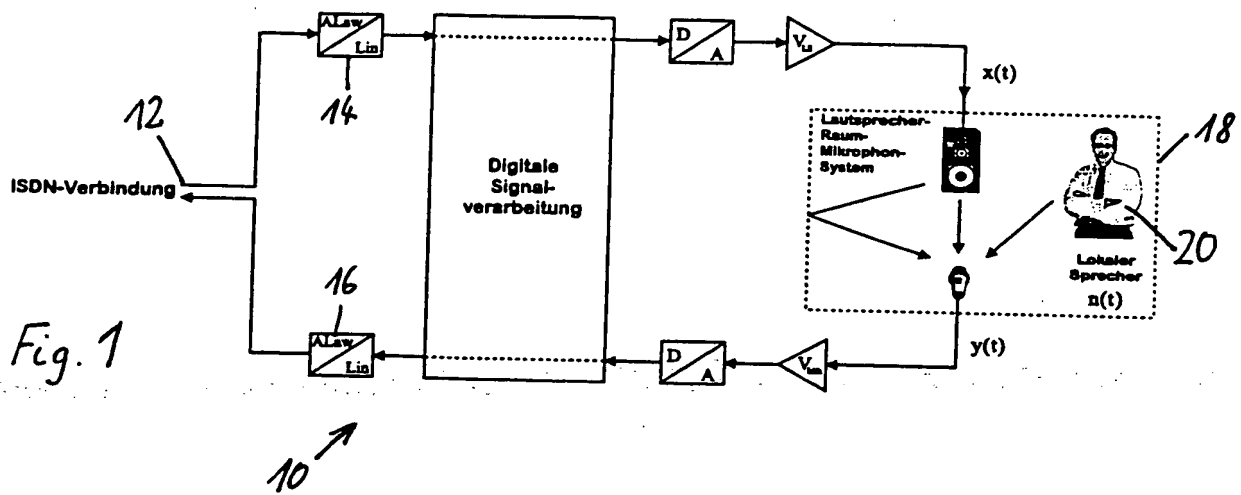 ALaw
Lin
14
D
A
V_LS
x(t)
12
ISDN-Verbindung
Digitale
Signal-
verarbeitung
Lautsprecher-
Raum-
Mikrophon-
System
18
20
Lokaler
Sprecher
n(t)
16
ALaw
Lin
D
A
y(t)
Fig. 1
10